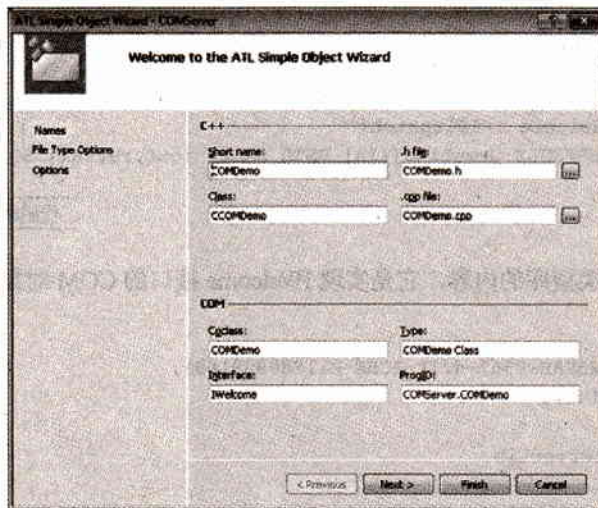 ATL Simple Object Wizard - COMServer
Welcome to the ATL Simple Object Wizard
Names
File Type Options
Options
C++
Short name:
COMDemo
.h file:
COMDemo.h
...
Class:
CCOMDemo
.cpp file:
COMDemo.cpp
...
COM
Coclass:
COMDemo
Type:
COMDemo Class
Interface:
IWelcome
ProgID:
COMServer.COMDemo
< Previous
Next >
Finish
Cancel